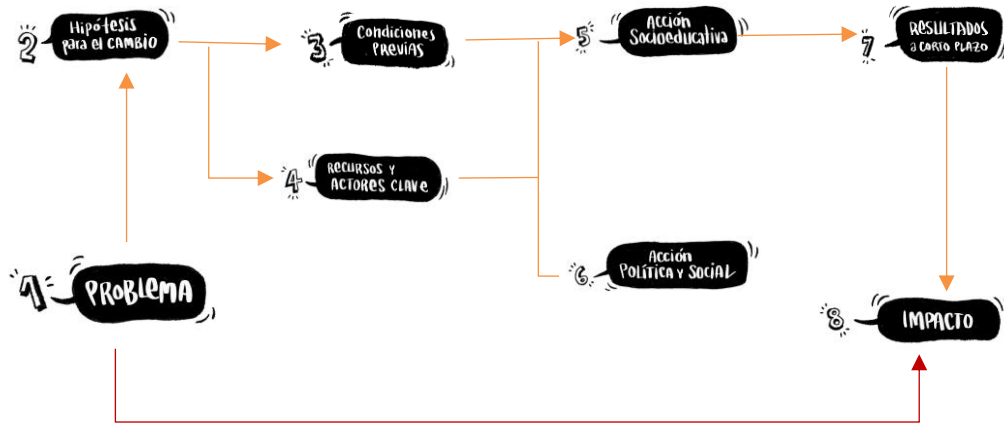 1
PROBLEMA
2
Hipótesis
para el CAMBIO
3
Condiciones
PREVIAS
4
RECURSOS Y
ACTORES CLAVE
5
Acción
Socioeducativa
6
Acción
POLÍTICA Y SOCIAL
7
RESULTADOS
a CORTO PLAZO
8
IMPACTO